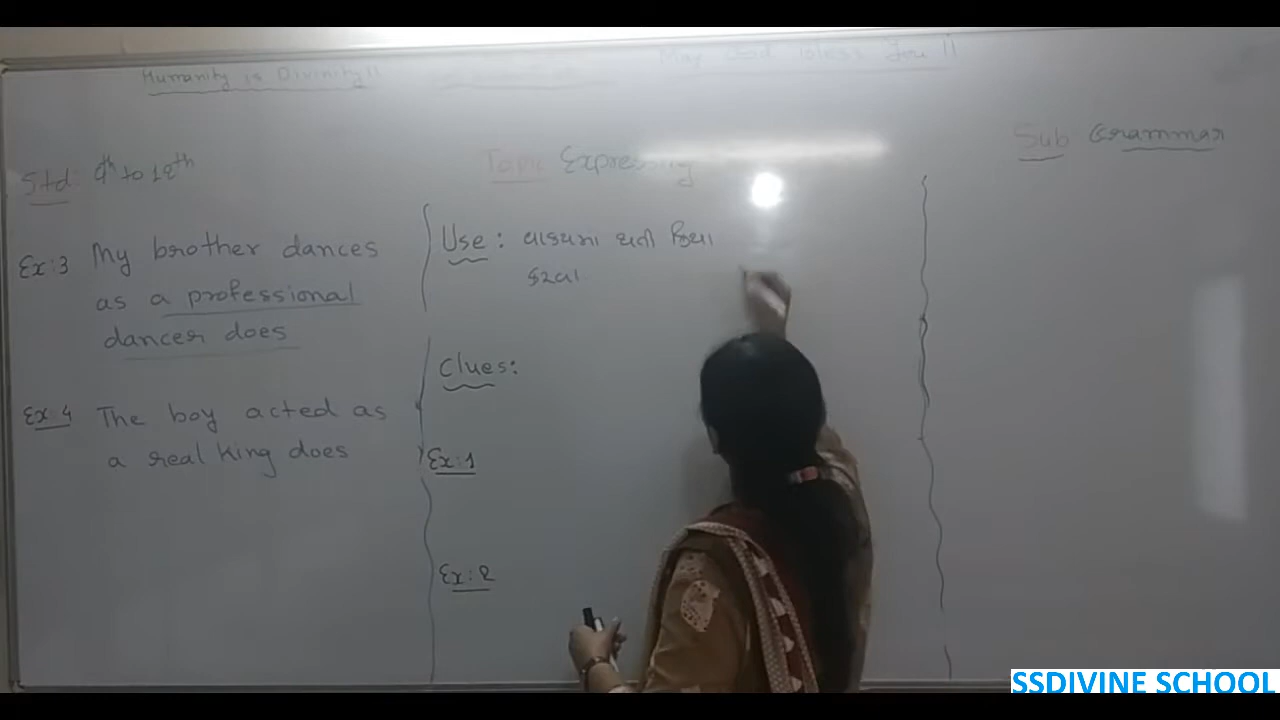 Humanity is Divinity!!
May God bless You !!
Std: 9th to 12th
Topic Expressing
Sub Grammar
Ex:3 My brother dances
as a professional
dancer does
Ex:4 The boy acted as
a real King does
Use : વાક્યમા થતી ક્રિયા
કરવા
Clues:
Ex:1
Ex:2
SSDIVINE SCHOOL